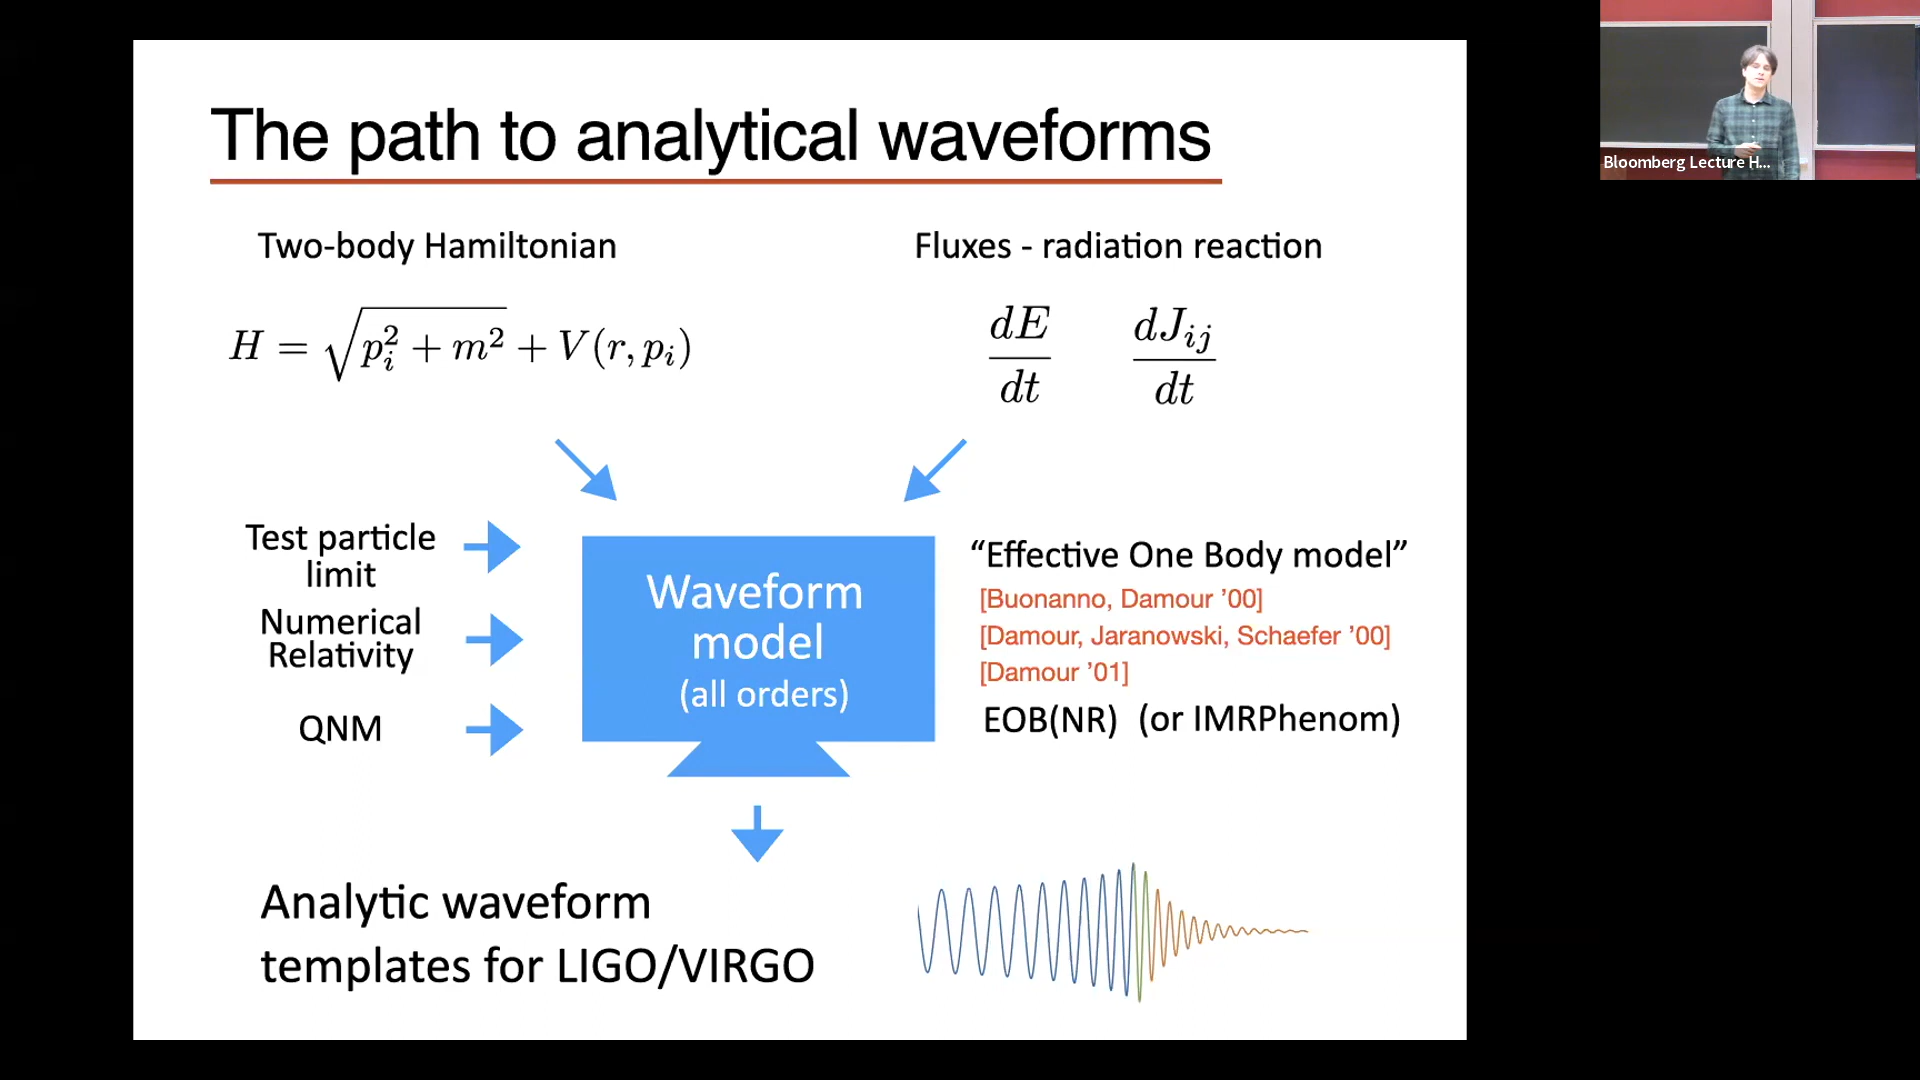 The path to analytical waveforms
Two-body Hamiltonian
Fluxes - radiation reaction
H = √(p_i^2 + m^2) + V(r, p_i)
dE/dt dJ_{ij}/dt
Test particle
limit
Numerical
Relativity
QNM
Waveform
model
(all orders)
“Effective One Body model”
[Buonanno, Damour ’00]
[Damour, Jaranowski, Schaefer ’00]
[Damour ’01]
EOB(NR) (or IMRPhenom)
Analytic waveform
templates for LIGO/VIRGO
Bloomberg Lecture H...